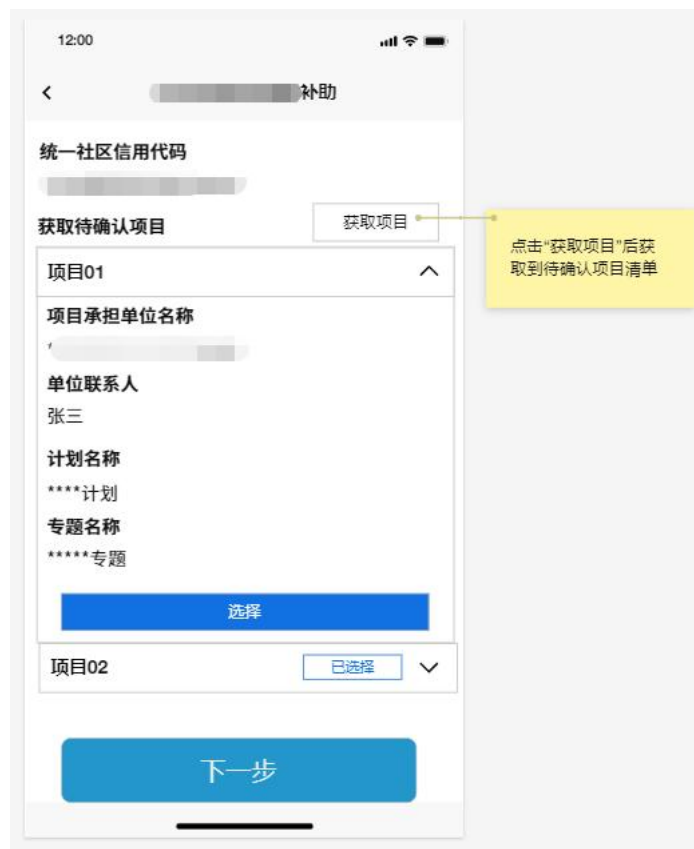 12:00
补助
统一社区信用代码
获取待确认项目
获取项目
点击“获取项目”后获
取到待确认项目清单
项目01
项目承担单位名称
*
单位联系人
张三
计划名称
****计划
专题名称
*****专题
选择
项目02
已选择
下一步